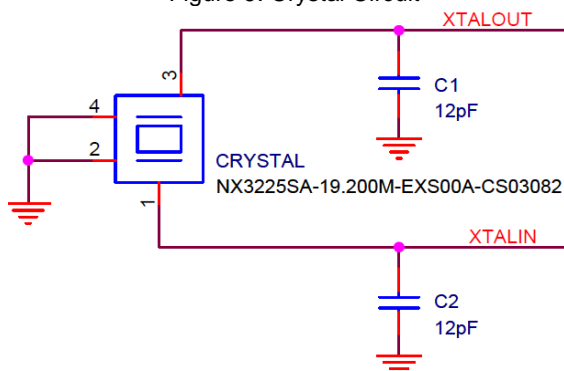 Figure 3: Crystal Circuit
XTALOUT
3
C1
12pF
4
2
CRYSTAL
NX3225SA-19.200M-EXS00A-CS03082
1
XTALIN
C2
12pF